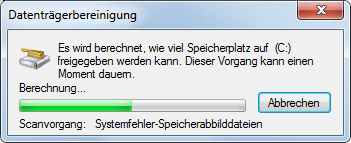 Datenträgerbereinigung
Es wird berechnet, wie viel Speicherplatz auf  (C:)
freigegeben werden kann. Dieser Vorgang kann einen
Moment dauern.
Berechnung...
Abbrechen
Scanvorgang:   Systemfehler-Speicherabbilddateien